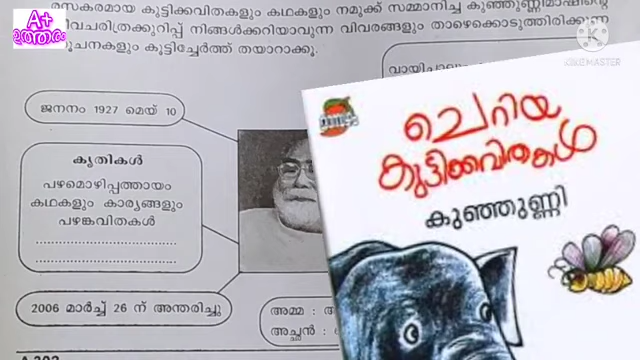 A+
ഉത്തരം
രസകരമായ കുട്ടിക്കവിതകളും കഥകളും നമുക്ക് സമ്മാനിച്ച കുഞ്ഞുണ്ണിമാഷിന്റെ
വചരിത്രക്കുറിപ്പ് നിങ്ങൾക്കറിയാവുന്ന വിവരങ്ങളും താഴെക്കൊടുത്തിരിക്കുന്ന
ചനകളും കുട്ടിച്ചേർത്ത് തയാറാക്കൂ.
KINEMASTER
ജനനം 1927 മെയ് 10
കൃതികൾ
പഴമൊഴിപ്പത്തായം
കഥകളും കാര്യങ്ങളും
പഴങ്കവിതകൾ
2006 മാർച്ച് 26 ന് അന്തരിച്ചു
അമ്മ :
അച്ഛൻ :
ചെറിയ
കുട്ടിക്കവിതകൾ
കുഞ്ഞുണ്ണി